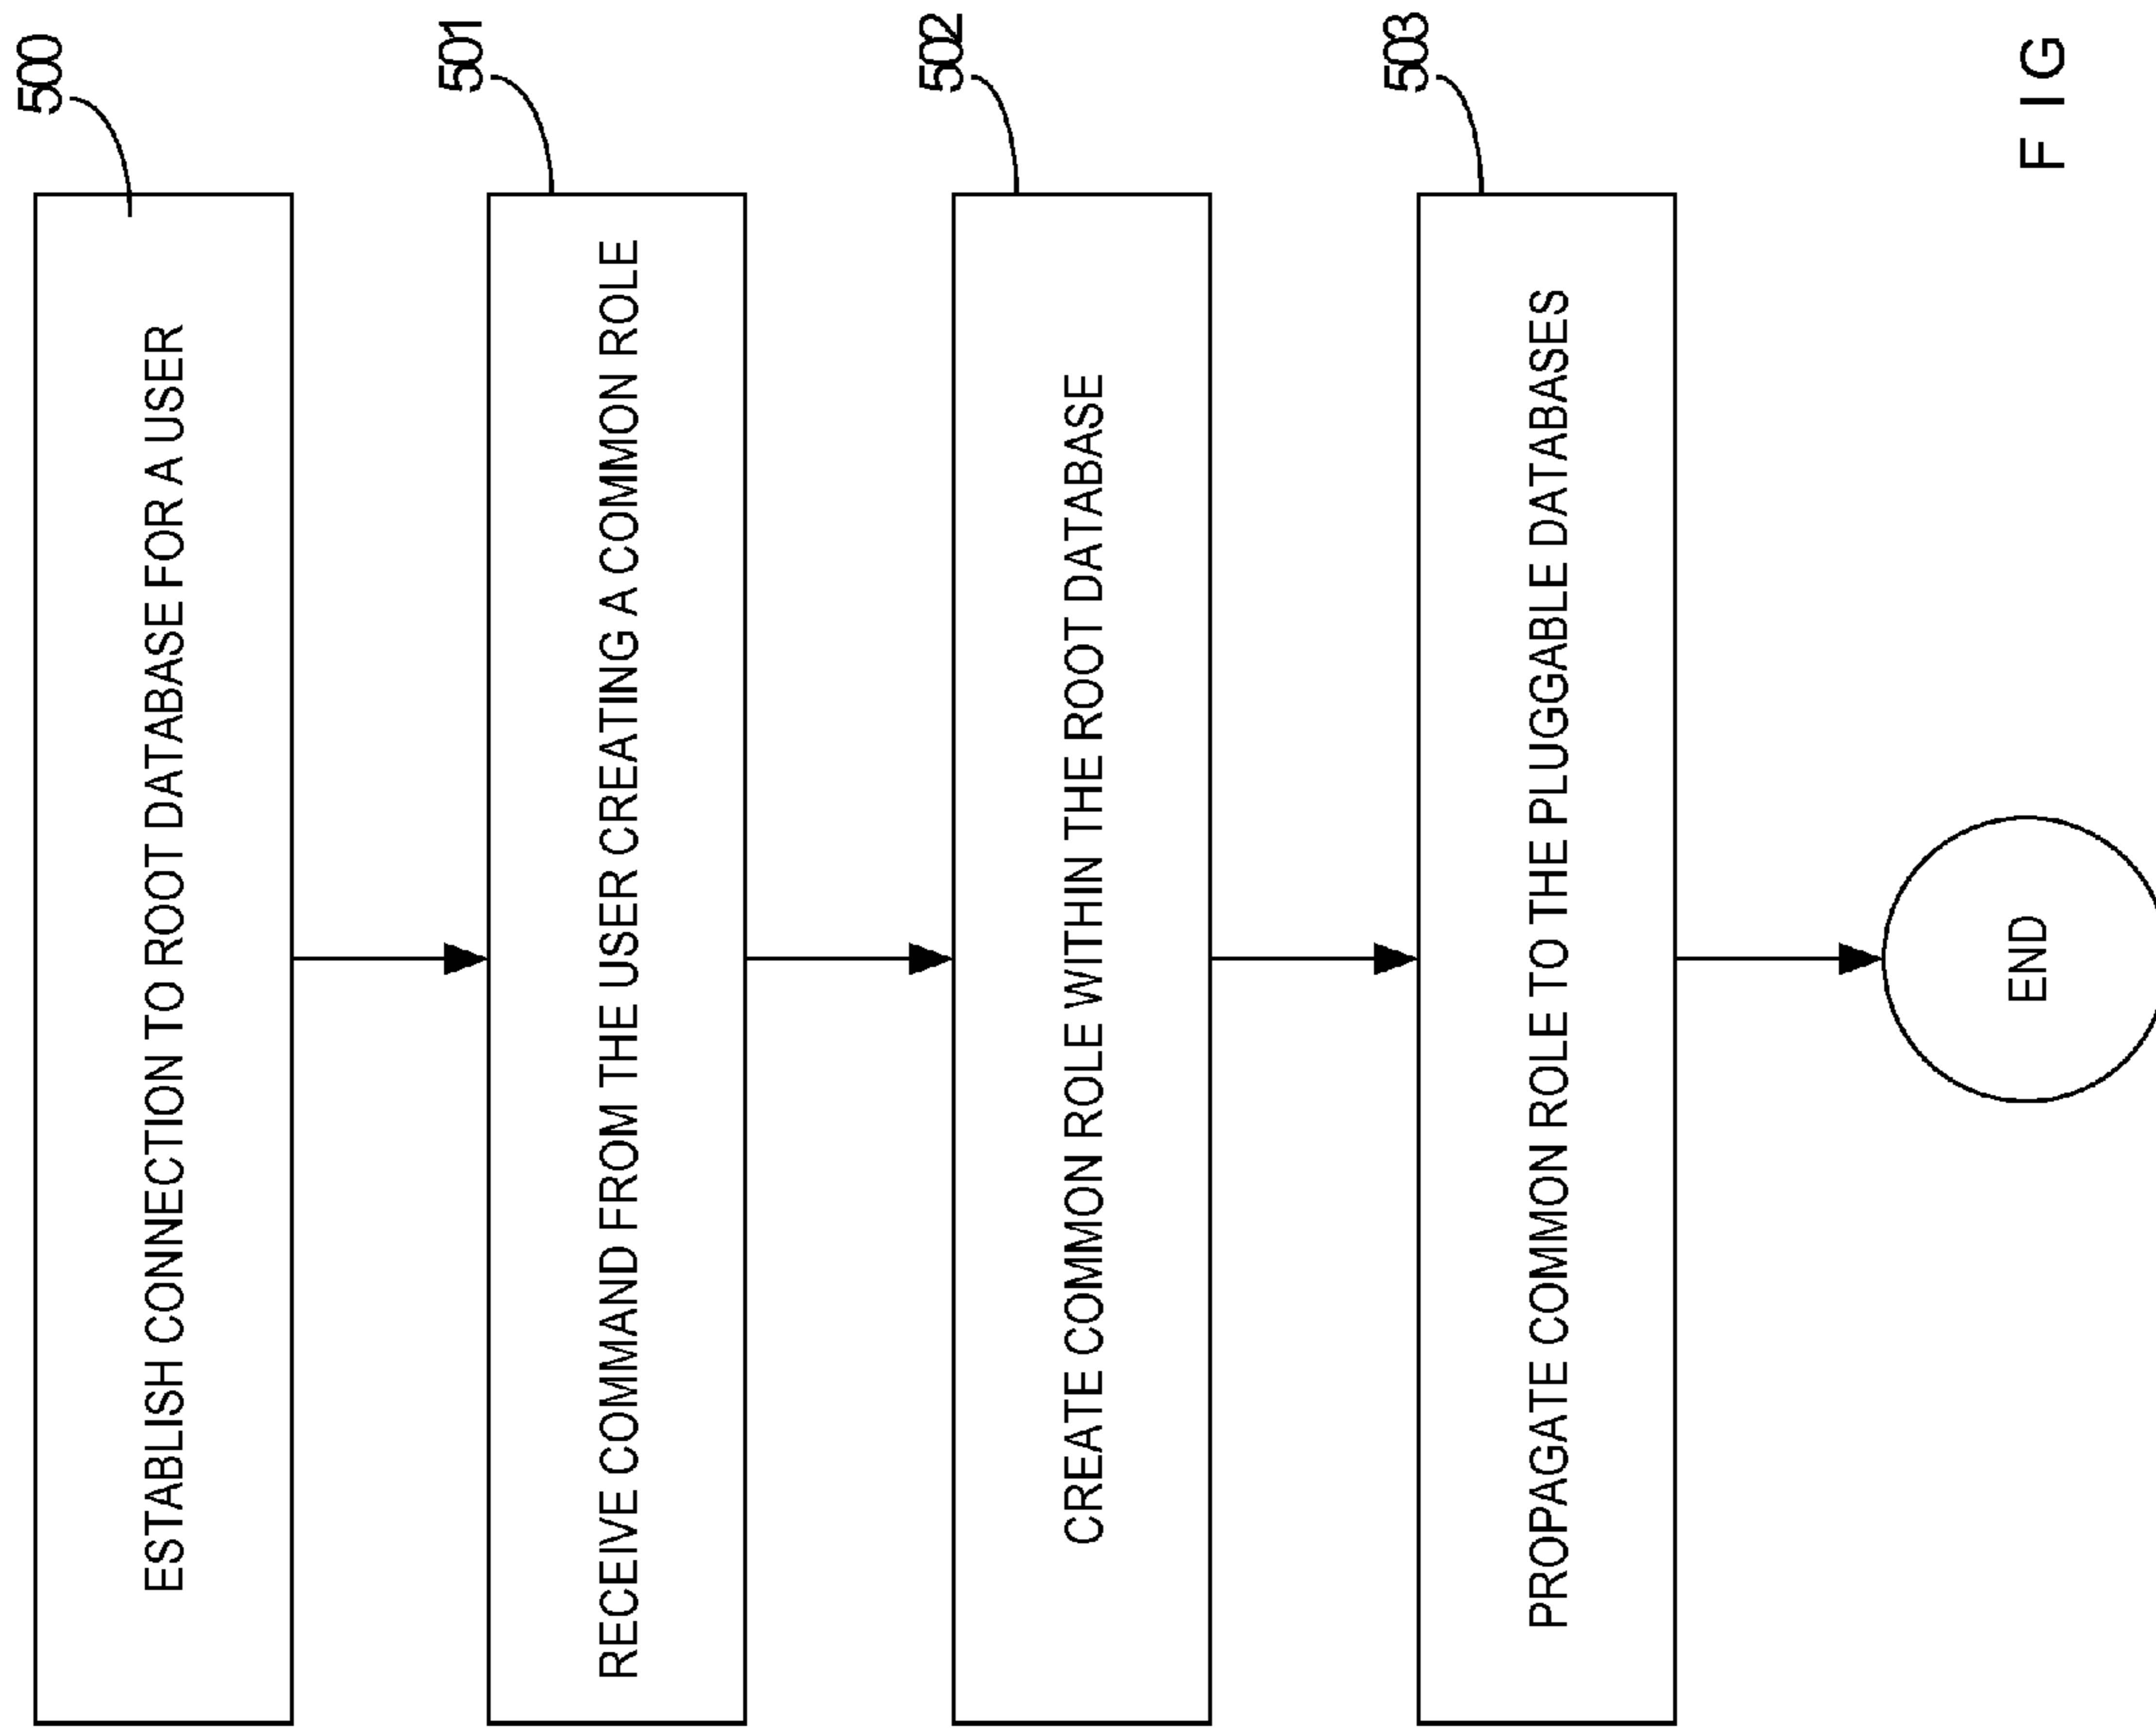 500
ESTABLISH CONNECTION TO ROOT DATABASE FOR A USER
501
RECEIVE COMMAND FROM THE USER CREATING A COMMON ROLE
502
CREATE COMMON ROLE WITHIN THE ROOT DATABASE
503
PROPAGATE COMMON ROLE TO THE PLUGGABLE DATABASES
END
FIG